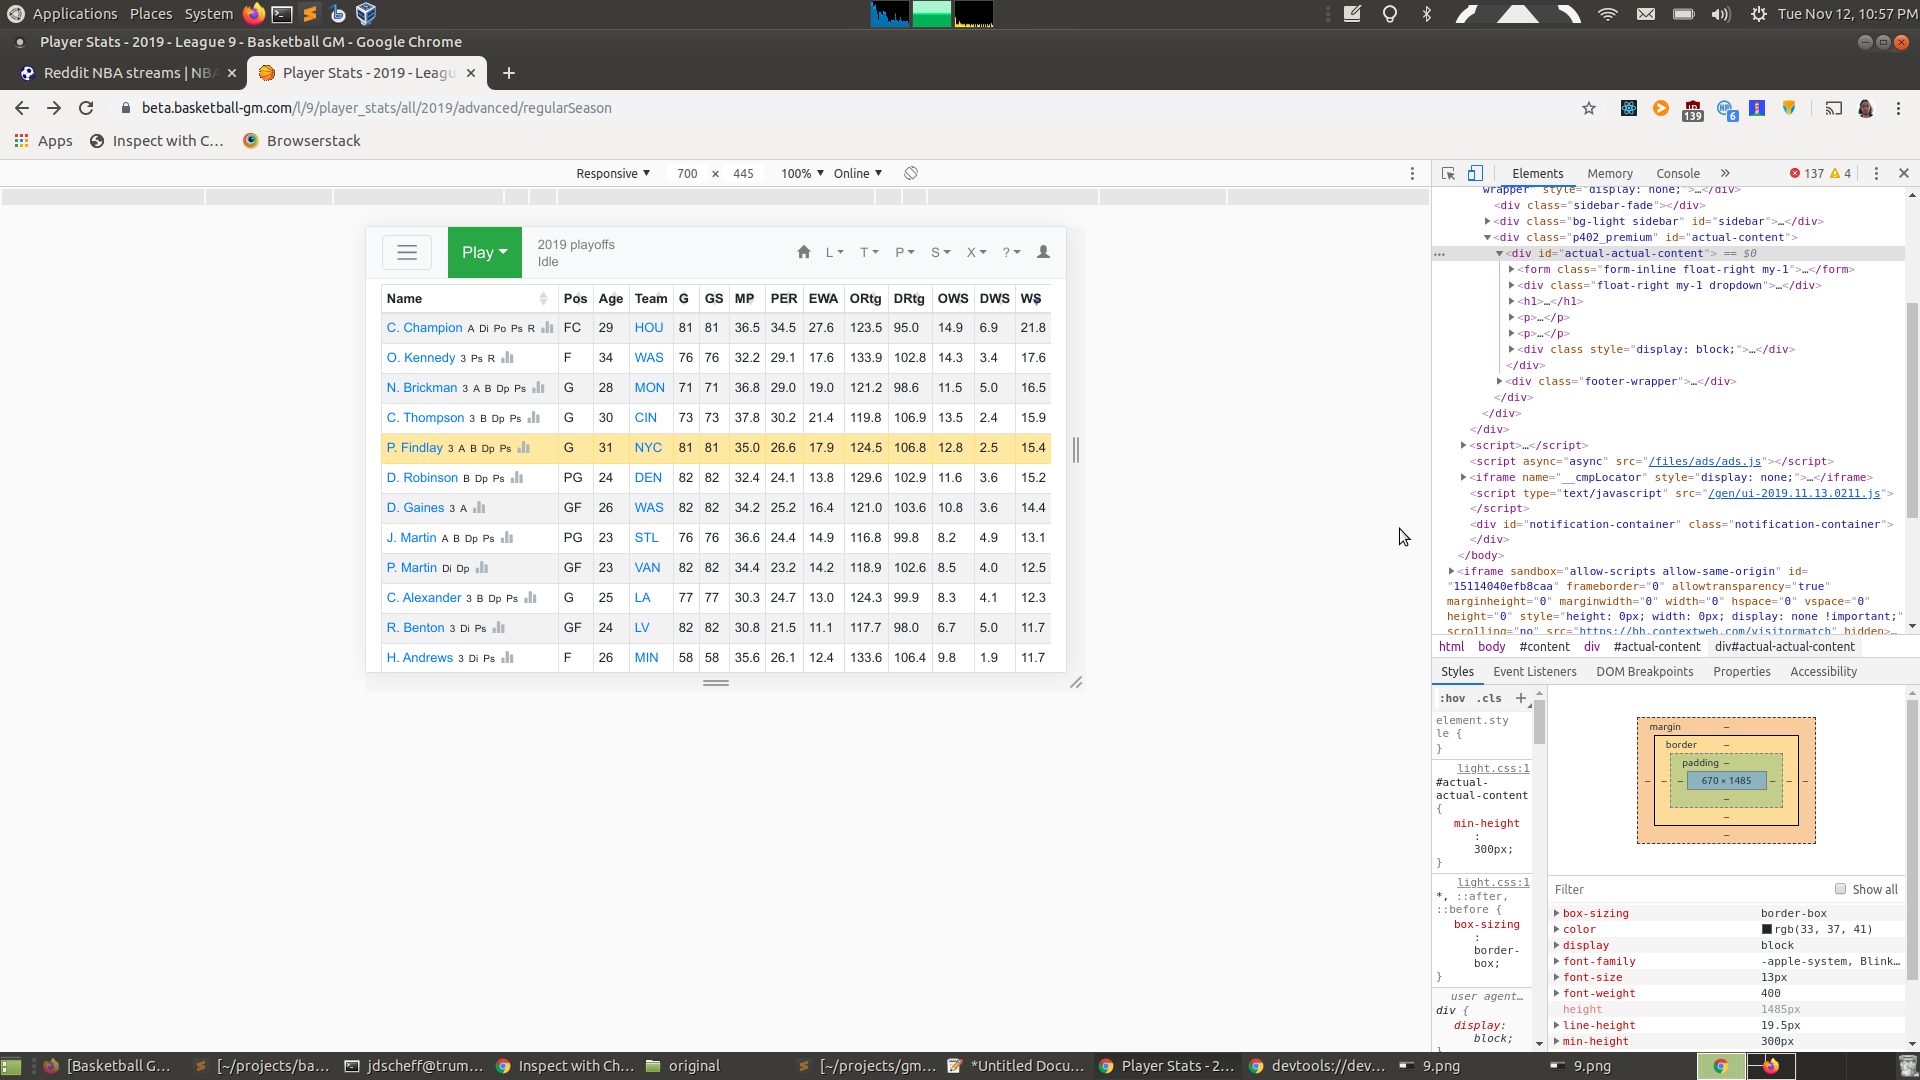 Applications Places System
Tue Nov 12, 10:57 PM
Player Stats - 2019 - League 9 - Basketball GM - Google Chrome
Reddit NBA streams | NBA
Player Stats - 2019 - Leagu
beta.basketball-gm.com/l/9/player_stats/all/2019/advanced/regularSeason
139 6
Apps Inspect with C... Browserstack
Responsive 700 × 445 100% Online
Elements Memory Console » 137 4
Play
2019 playoffs
Idle
L T P S X ?
Name Pos Age Team G GS MP PER EWA ORtg DRtg OWS DWS WS
C. Champion A Di Po Ps R FC 29 HOU 81 81 36.5 34.5 27.6 123.5 95.0 14.9 6.9 21.8
O. Kennedy 3 Ps R F 34 WAS 76 76 32.2 29.1 17.6 133.9 102.8 14.3 3.4 17.6
N. Brickman 3 A B Dp Ps G 28 MON 71 71 36.8 29.0 19.0 121.2 98.6 11.5 5.0 16.5
C. Thompson 3 B Dp Ps G 30 CIN 73 73 37.8 30.2 21.4 119.8 106.9 13.5 2.4 15.9
P. Findlay 3 A B Dp Ps G 31 NYC 81 81 35.0 26.6 17.9 124.5 106.8 12.8 2.5 15.4
D. Robinson B Dp Ps PG 24 DEN 82 82 32.4 24.1 13.8 129.6 102.9 11.6 3.6 15.2
D. Gaines 3 A GF 26 WAS 82 82 34.2 25.2 16.4 121.0 103.6 10.8 3.6 14.4
J. Martin A B Dp Ps PG 23 STL 76 76 36.6 24.4 14.9 116.8 99.8 8.2 4.9 13.1
P. Martin Di Dp GF 23 VAN 82 82 34.4 23.2 14.2 118.9 102.6 8.5 4.0 12.5
C. Alexander 3 B Dp Ps G 25 LA 77 77 30.3 24.7 13.0 124.3 99.9 8.3 4.1 12.3
R. Benton 3 Di Ps GF 24 LV 82 82 30.8 21.5 11.1 117.7 98.0 6.7 5.0 11.7
H. Andrews 3 Di Ps F 26 MIN 58 58 35.6 26.1 12.4 133.6 106.4 9.8 1.9 11.7
wrapper" style="display: none;">…</div>
<div class="sidebar-fade"></div>
<div class="bg-light sidebar" id="sidebar">…</div>
<div class="p402_premium" id="actual-content">
<div id="actual-actual-content"> == $0
<form class="form-inline float-right my-1">…</form>
<div class="float-right my-1 dropdown">…</div>
<h1>…</h1>
<p>…</p>
<p>…</p>
<div class style="display: block;">…</div>
</div>
<div class="footer-wrapper">…</div>
</div>
</div>
</div>
<script>…</script>
<script async="async" src="/files/ads/ads.js"></script>
<iframe name="__cmpLocator" style="display: none;">…</iframe>
<script type="text/javascript" src="/gen/ui-2019.11.13.0211.js">
</script>
<div id="notification-container" class="notification-container">
</div>
</body>
<iframe sandbox="allow-scripts allow-same-origin" id=
"15114040efb8caa" frameborder="0" allowtransparency="true"
marginheight="0" marginwidth="0" width="0" hspace="0" vspace="0"
height="0" style="height: 0px; width: 0px; display: none !important;"
scrolling="no" src="https://bh.contextweb.com/visitormatch" hidden>…
html body #content div #actual-content div#actual-actual-content
Styles Event Listeners DOM Breakpoints Properties Accessibility
:hov .cls +
element.sty
le {
}
light.css:1
#actual-
actual-content
{
min-height
:
300px;
}
light.css:1
*, ::after,
::before {
box-sizing
:
border-
box;
}
user agent…
div {
display:
block;
}
margin –
border –
padding –
– – – 670 × 1485 – – –
–
–
–
Filter Show all
box-sizing border-box
color rgb(33, 37, 41)
display block
font-family -apple-system, Blink…
font-size 13px
font-weight 400
height 1485px
line-height 19.5px
min-height 300px
[Basketball G... [~/projects/ba... jdscheff@trum... Inspect with Ch... original [~/projects/gm... *Untitled Docu... Player Stats - 2... devtools://dev... 9.png 9.png